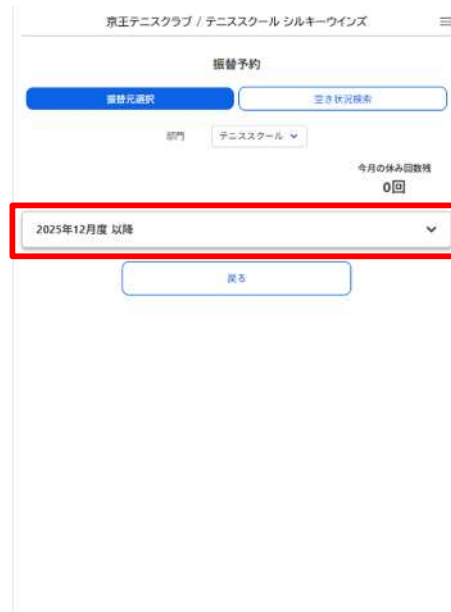 京王テニスクラブ / テニススクール シルキーウインズ
振替予約
振替元選択
空き状況検索
部門
テニススクール
今月の休み回数残
0回
2025年12月度 以降
戻る